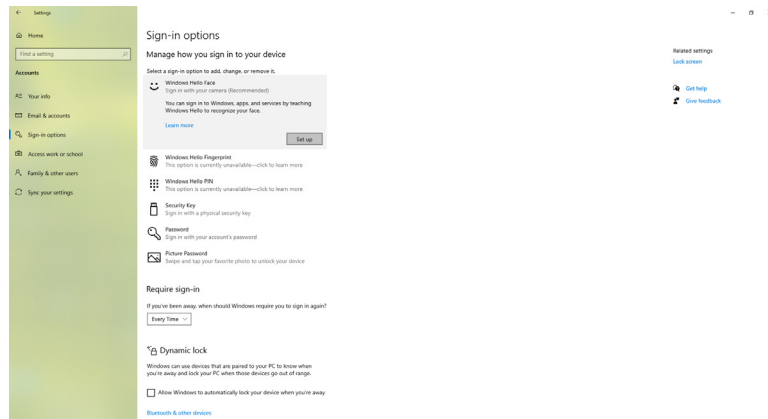 Settings
Home
Find a setting
Accounts
Your info
Email & accounts
Sign-in options
Access work or school
Family & other users
Sync your settings
Sign-in options
Manage how you sign in to your device
Select a sign-in option to add, change, or remove it.
Windows Hello Face
Sign in with your camera (Recommended)
You can sign in to Windows, apps, and services by teaching
Windows Hello to recognize your face.
Learn more
Set up
Windows Hello Fingerprint
This option is currently unavailable—click to learn more
Windows Hello PIN
This option is currently unavailable—click to learn more
Security Key
Sign in with a physical security key
Password
Sign in with your account's password
Picture Password
Swipe and tap your favorite photo to unlock your device
Require sign-in
If you've been away, when should Windows require you to sign in again?
Every Time
Dynamic lock
Windows can use devices that are paired to your PC to know when
you're away and lock your PC when those devices go out of range.
Allow Windows to automatically lock your device when you're away
Bluetooth & other devices
Related settings
Lock screen
Get help
Give feedback